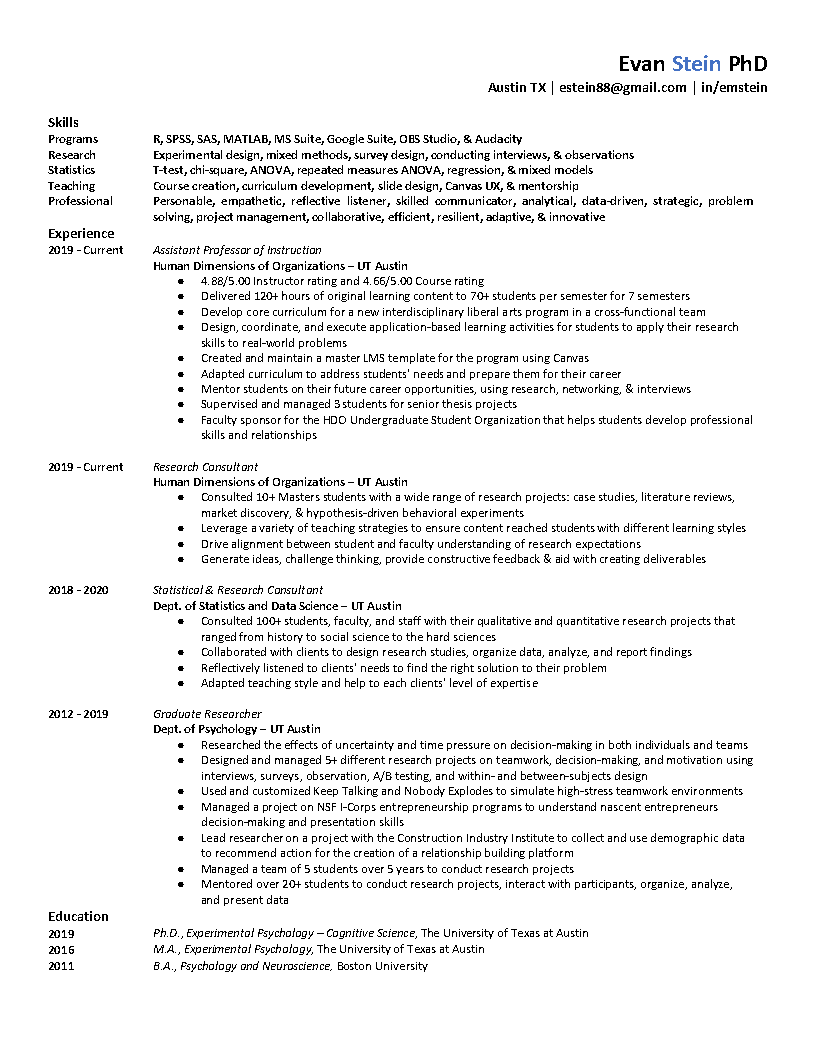 Evan Stein PhD
Austin TX | estein88@gmail.com | in/emstein
Skills
Programs R, SPSS, SAS, MATLAB, MS Suite, Google Suite, OBS Studio, & Audacity
Research Experimental design, mixed methods, survey design, conducting interviews, & observations
Statistics T-test, chi-square, ANOVA, repeated measures ANOVA, regression, & mixed models
Teaching Course creation, curriculum development, slide design, Canvas UX, & mentorship
Professional Personable, empathetic, reflective listener, skilled communicator, analytical, data-driven, strategic, problem
solving, project management, collaborative, efficient, resilient, adaptive, & innovative
Experience
2019 - Current Assistant Professor of Instruction
Human Dimensions of Organizations – UT Austin
● 4.88/5.00 Instructor rating and 4.66/5.00 Course rating
● Delivered 120+ hours of original learning content to 70+ students per semester for 7 semesters
● Develop core curriculum for a new interdisciplinary liberal arts program in a cross-functional team
● Design, coordinate, and execute application-based learning activities for students to apply their research
skills to real-world problems
● Created and maintain a master LMS template for the program using Canvas
● Adapted curriculum to address students' needs and prepare them for their career
● Mentor students on their future career opportunities, using research, networking, & interviews
● Supervised and managed 3 students for senior thesis projects
● Faculty sponsor for the HDO Undergraduate Student Organization that helps students develop professional
skills and relationships
2019 - Current Research Consultant
Human Dimensions of Organizations – UT Austin
● Consulted 10+ Masters students with a wide range of research projects: case studies, literature reviews,
market discovery, & hypothesis-driven behavioral experiments
● Leverage a variety of teaching strategies to ensure content reached students with different learning styles
● Drive alignment between student and faculty understanding of research expectations
● Generate ideas, challenge thinking, provide constructive feedback & aid with creating deliverables
2018 - 2020 Statistical & Research Consultant
Dept. of Statistics and Data Science – UT Austin
● Consulted 100+ students, faculty, and staff with their qualitative and quantitative research projects that
ranged from history to social science to the hard sciences
● Collaborated with clients to design research studies, organize data, analyze, and report findings
● Reflectively listened to clients' needs to find the right solution to their problem
● Adapted teaching style and help to each clients' level of expertise
2012 - 2019 Graduate Researcher
Dept. of Psychology – UT Austin
● Researched the effects of uncertainty and time pressure on decision-making in both individuals and teams
● Designed and managed 5+ different research projects on teamwork, decision-making, and motivation using
interviews, surveys, observation, A/B testing, and within- and between-subjects design
● Used and customized Keep Talking and Nobody Explodes to simulate high-stress teamwork environments
● Managed a project on NSF I-Corps entrepreneurship programs to understand nascent entrepreneurs
decision-making and presentation skills
● Lead researcher on a project with the Construction Industry Institute to collect and use demographic data
to recommend action for the creation of a relationship building platform
● Managed a team of 5 students over 5 years to conduct research projects
● Mentored over 20+ students to conduct research projects, interact with participants, organize, analyze,
and present data
Education
2019 Ph.D., Experimental Psychology – Cognitive Science, The University of Texas at Austin
2016 M.A., Experimental Psychology, The University of Texas at Austin
2011 B.A., Psychology and Neuroscience, Boston University